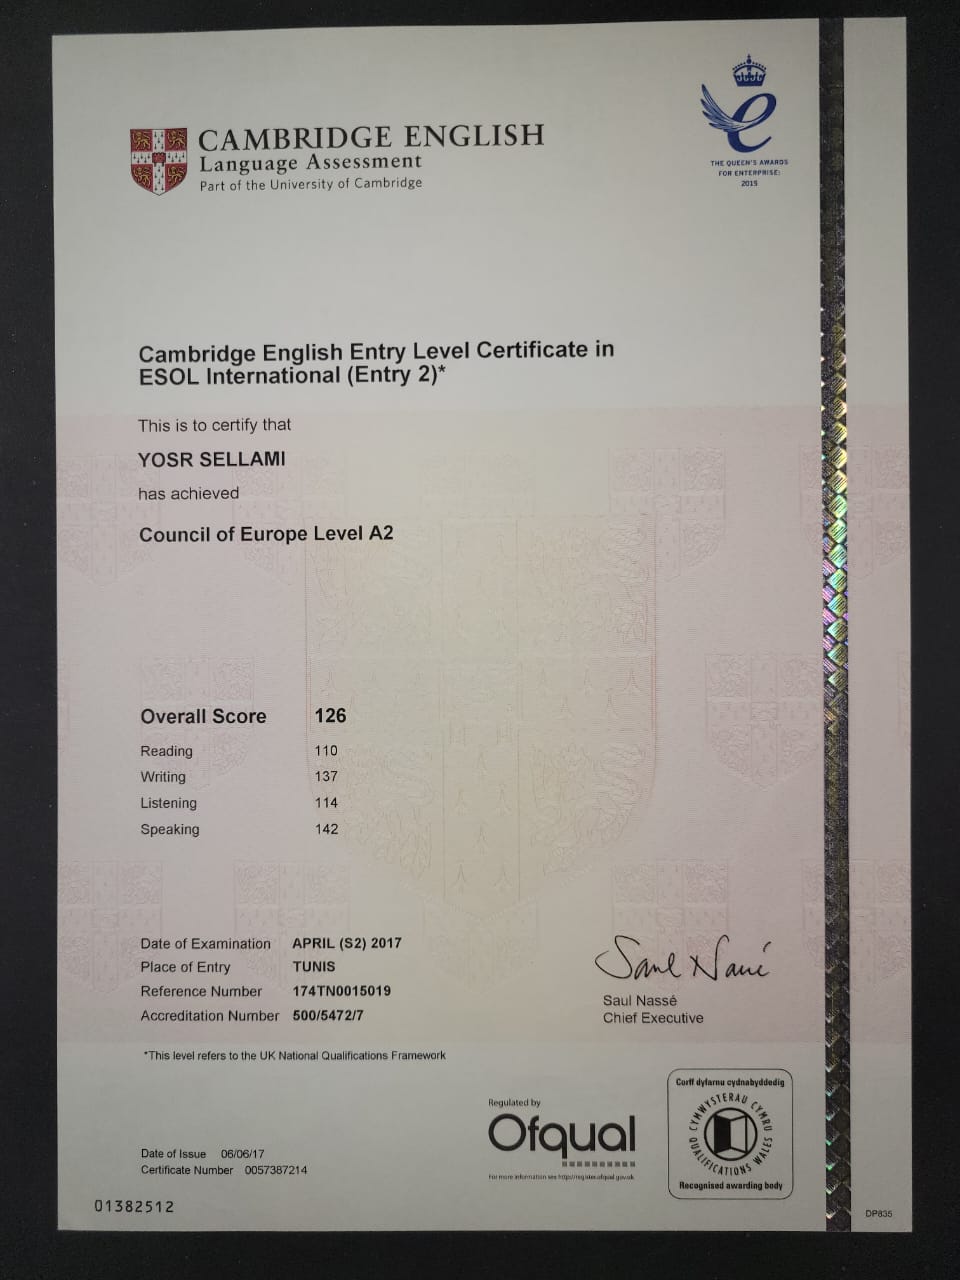 CAMBRIDGE ENGLISH
Language Assessment
Part of the University of Cambridge
THE QUEEN'S AWARDS
FOR ENTERPRISE:
2015
Cambridge English Entry Level Certificate in
ESOL International (Entry 2)*
This is to certify that
YOSR SELLAMI
has achieved
Council of Europe Level A2
Overall Score 126
Reading 110
Writing 137
Listening 114
Speaking 142
Date of Examination APRIL (S2) 2017
Place of Entry TUNIS
Reference Number 174TN0015019
Accreditation Number 500/5472/7
Saul Nassé
Saul Nassé
Chief Executive
*This level refers to the UK National Qualifications Framework
Date of Issue 06/06/17
Certificate Number 0057387214
01382512
Regulated by
Ofqual
For more information see http://register.ofqual.gov.uk
Corff dyfarnu cydnabyddedig
CYMWYSTERAU CYMRU
QUALIFICATIONS WALES
Recognised awarding body
DP835